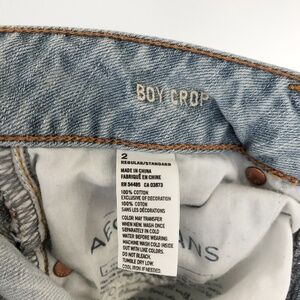 BOY CROP
2
REGULAR/STANDARD
MADE IN CHINA
FABRIQUÉ EN CHINE
RN 54485 CA 03873
100% COTTON
EXCLUSIVE OF DECORATION
100% COTON
SANS LES DÉCORATIONS
COLOR MAY TRANSFER
WHEN NEW. WASH ONCE
SEPARATELY IN COLD
WATER BEFORE WEARING
MACHINE WASH COLD INSIDE
OUT WITH LIKE COLORS.
DO NOT BLEACH.
TUMBLE DRY LOW
COOL IRON IF NEEDED